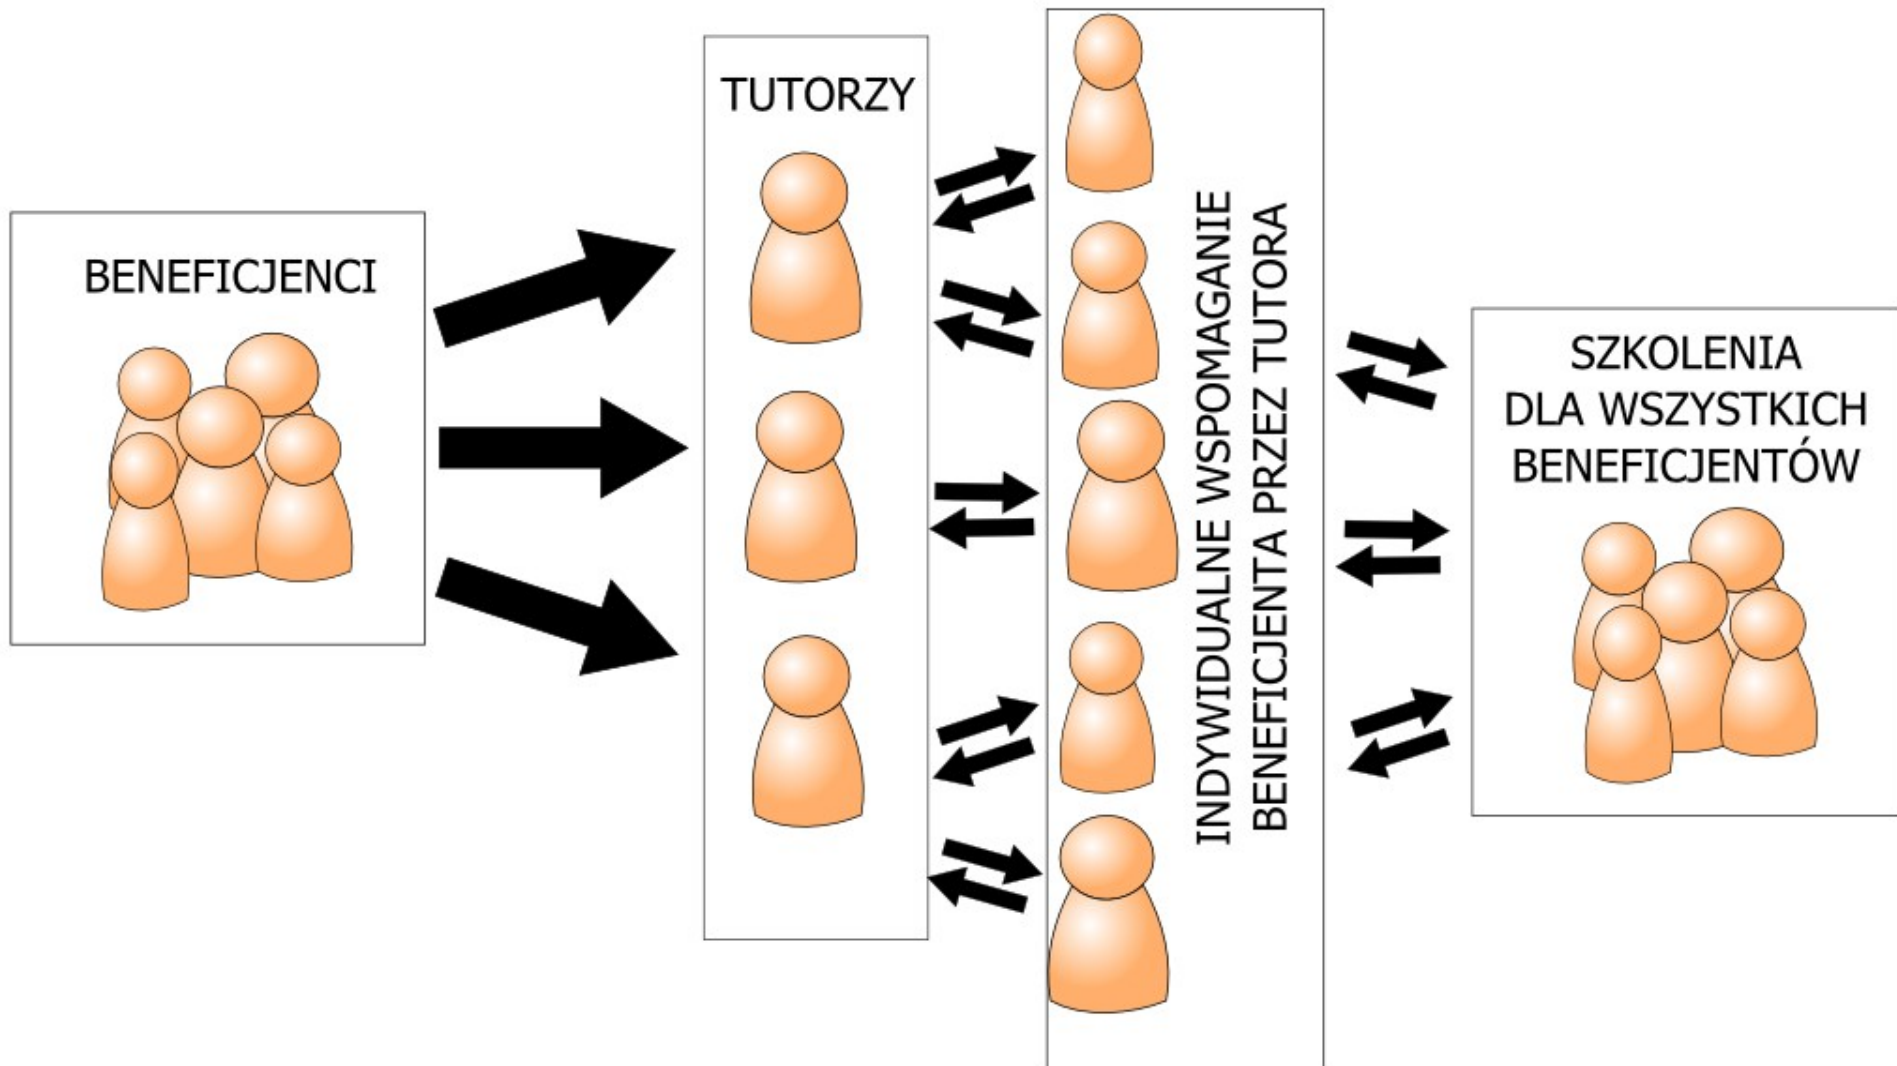 BENEFICJENCI
TUTORZY
INDYWIDUALNE WSPOMAGANIE
BENEFICJENTA PRZEZ TUTORA
SZKOLENIA
DLA WSZYSTKICH
BENEFICJENTÓW